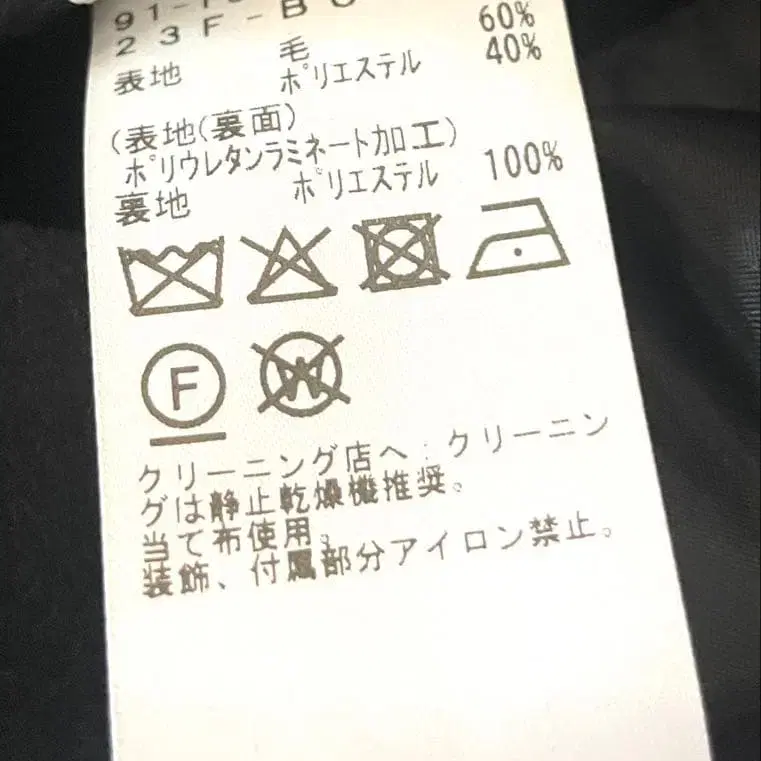 23F-BO
表地 毛 60%
ポリエステル 40%
(表地(裏面)
ポリウレタンラミネート加工)
裏地 ポリエステル 100%
F
W
クリーニング店へ:クリーニン
グは静止乾燥機推奨。
当て布使用。
装飾、付属部分アイロン禁止。